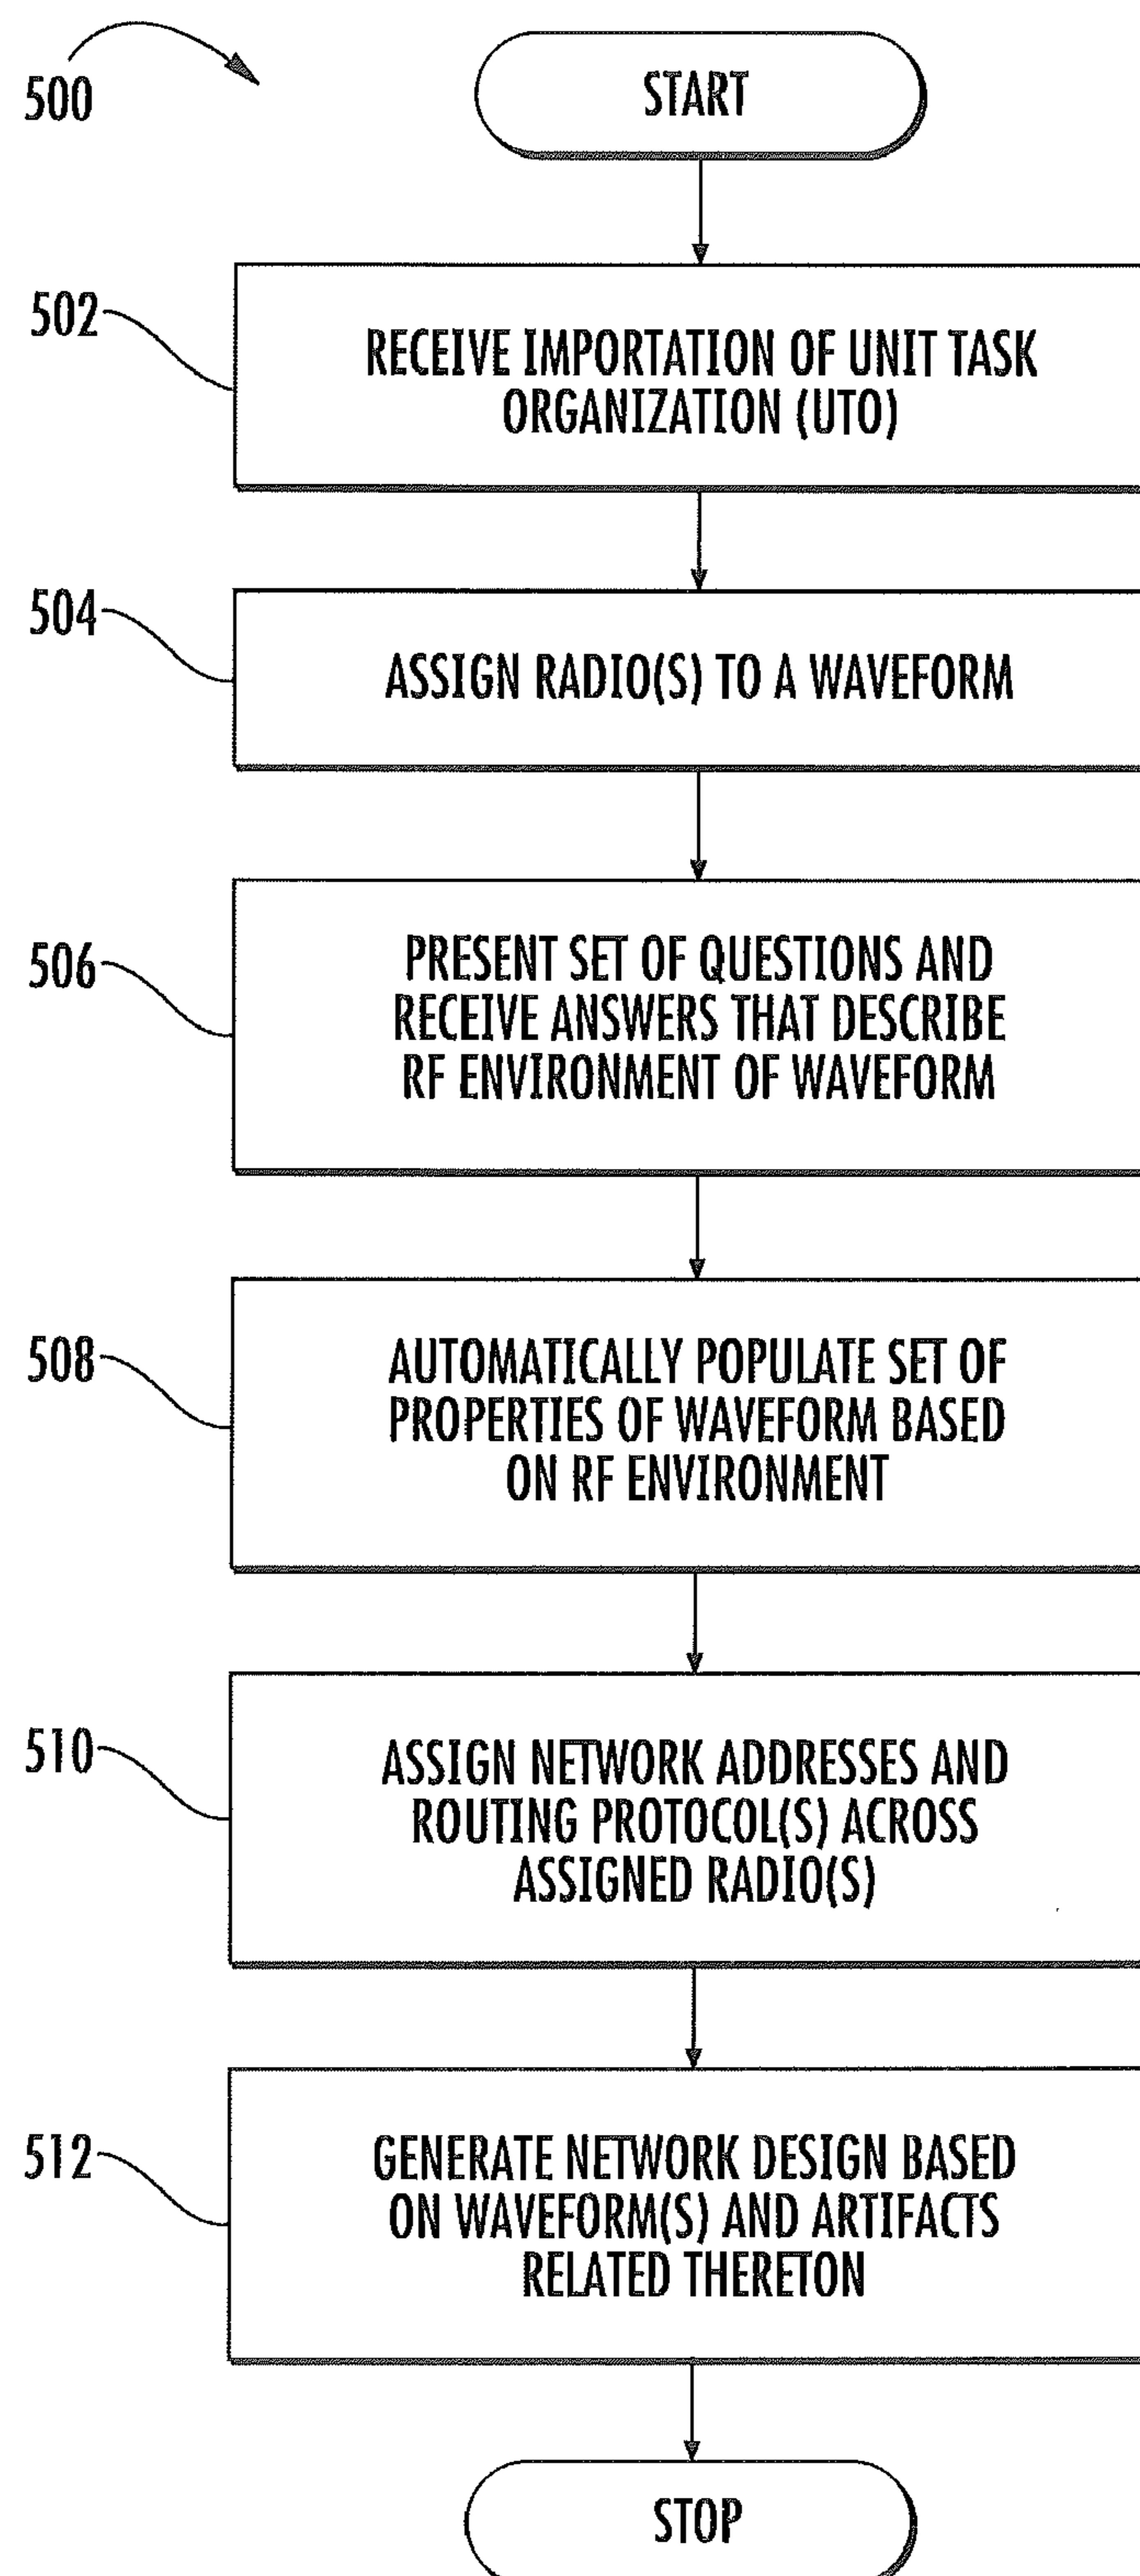 500
START
502
RECEIVE IMPORTATION OF UNIT TASK
ORGANIZATION (UTO)
504
ASSIGN RADIO(S) TO A WAVEFORM
506
PRESENT SET OF QUESTIONS AND
RECEIVE ANSWERS THAT DESCRIBE
RF ENVIRONMENT OF WAVEFORM
508
AUTOMATICALLY POPULATE SET OF
PROPERTIES OF WAVEFORM BASED
ON RF ENVIRONMENT
510
ASSIGN NETWORK ADDRESSES AND
ROUTING PROTOCOL(S) ACROSS
ASSIGNED RADIO(S)
512
GENERATE NETWORK DESIGN BASED
ON WAVEFORM(S) AND ARTIFACTS
RELATED THERETON
STOP